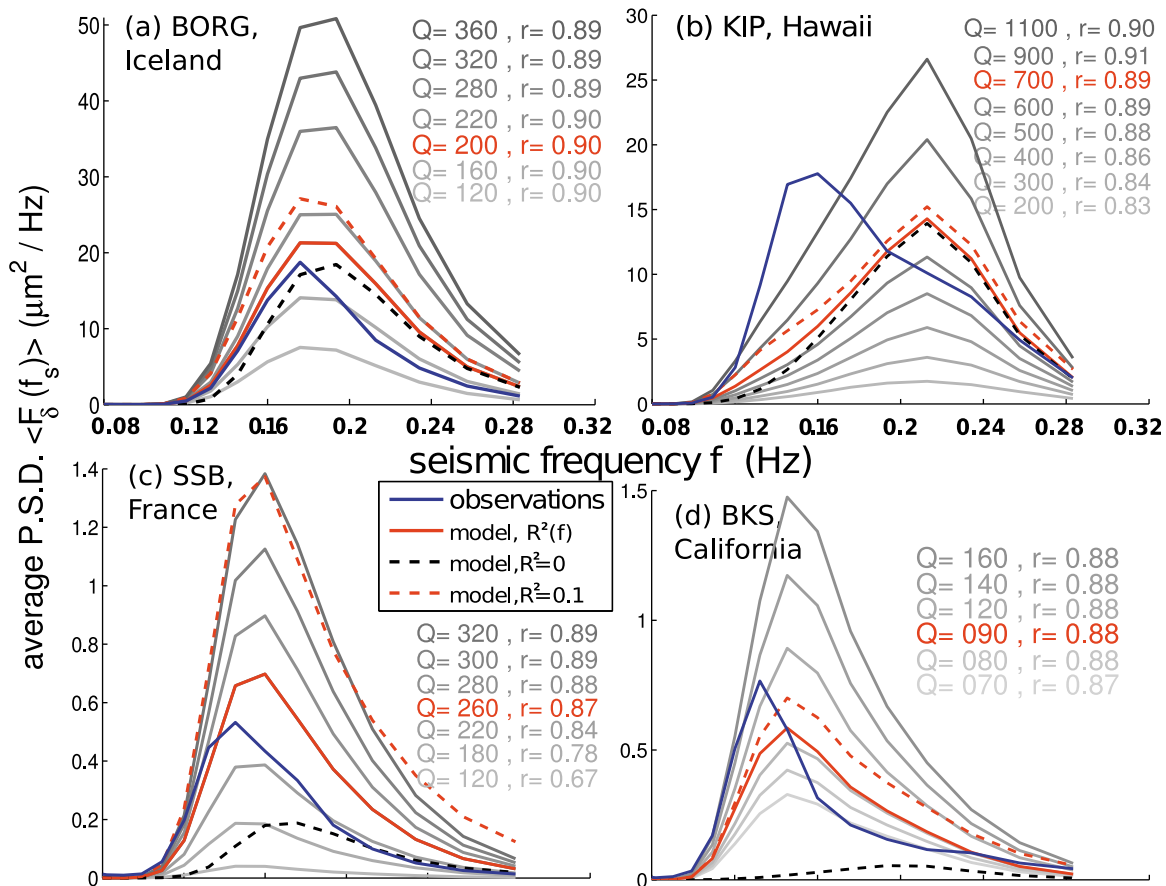 (a) BORG,
Iceland
Q= 360 , r= 0.89
Q= 320 , r= 0.89
Q= 280 , r= 0.89
Q= 220 , r= 0.90
Q= 200 , r= 0.90
Q= 160 , r= 0.90
Q= 120 , r= 0.90
50
40
30
20
10
0
0.08
0.12
0.16
0.2
0.24
0.28
0.32
(b) KIP, Hawaii
Q= 1100 , r= 0.90
Q= 900 , r= 0.91
Q= 700 , r= 0.89
Q= 600 , r= 0.89
Q= 500 , r= 0.88
Q= 400 , r= 0.86
Q= 300 , r= 0.84
Q= 200 , r= 0.83
30
25
20
15
10
5
0
0.08
0.12
0.16
0.2
0.24
0.28
0.32
average P.S.D. <F_δ (f_s)> (μm² / Hz)
seismic frequency f (Hz)
(c) SSB,
France
1.4
1.2
1
0.8
0.6
0.4
0.2
0
observations
model, R²(f)
model,R²=0
model,R²=0.1
Q= 320 , r= 0.89
Q= 300 , r= 0.89
Q= 280 , r= 0.88
Q= 260 , r= 0.87
Q= 220 , r= 0.84
Q= 180 , r= 0.78
Q= 120 , r= 0.67
(d) BKS,
California
1.5
1
0.5
0
Q= 160 , r= 0.88
Q= 140 , r= 0.88
Q= 120 , r= 0.88
Q= 090 , r= 0.88
Q= 080 , r= 0.88
Q= 070 , r= 0.87